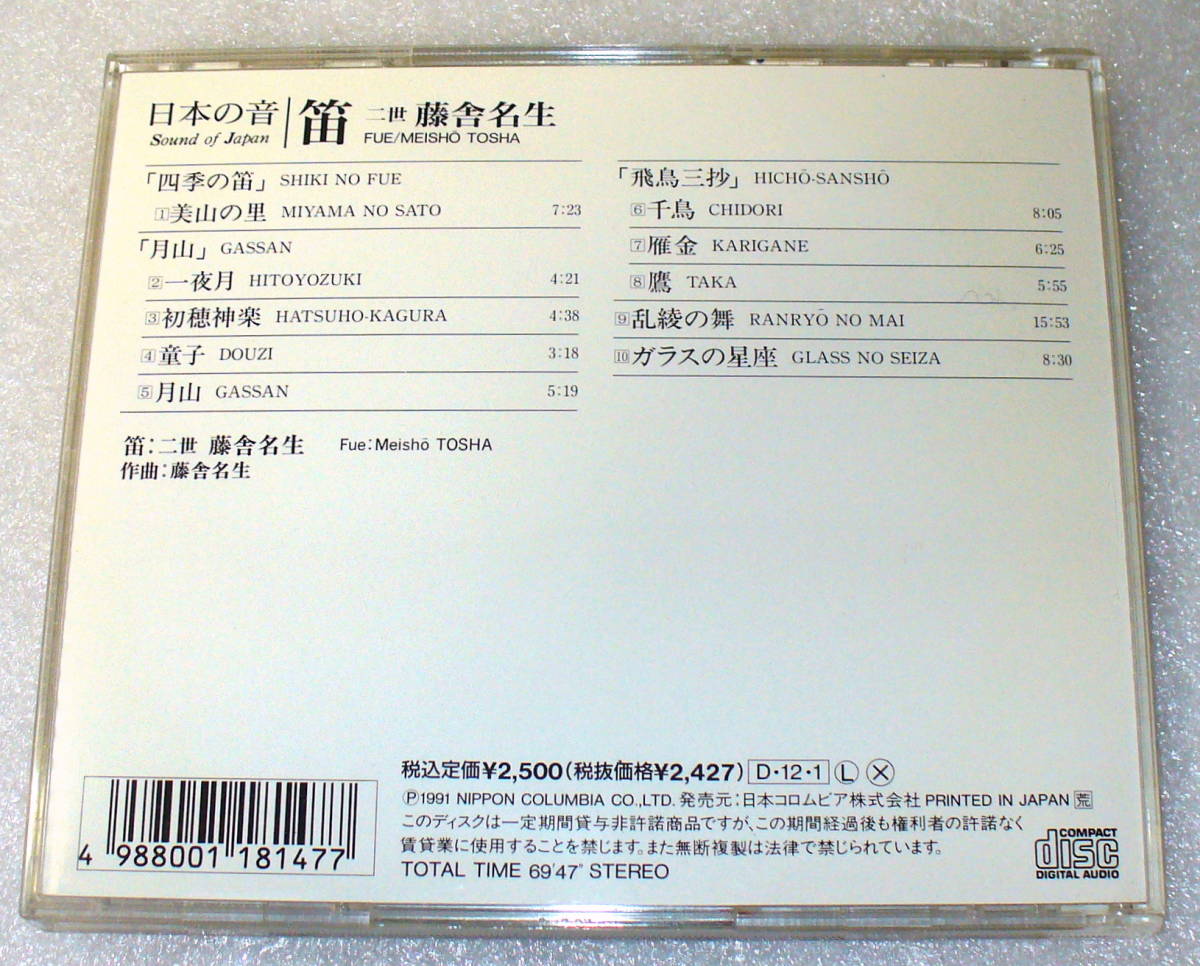 日本の音
Sound of Japan
笛 二世 藤舎名生
FUE/MEISHŌ TOSHA
「四季の笛」 SHIKI NO FUE
1 美山の里 MIYAMA NO SATO 7:23
「月山」 GASSAN
2 一夜月 HITOYOZUKI 4:21
3 初穂神楽 HATSUHO-KAGURA 4:38
4 童子 DOUZI 3:18
5 月山 GASSAN 5:19
「飛鳥三抄」 HICHŌ-SANSHŌ
6 千鳥 CHIDORI 8:05
7 雁金 KARIGANE 6:25
8 鷹 TAKA 5:55
9 乱綾の舞 RANRYŌ NO MAI 15:53
10 ガラスの星座 GLASS NO SEIZA 8:30
笛:二世 藤舎名生 Fue:Meishō TOSHA
作曲:藤舎名生
税込定価¥2,500(税抜価格¥2,427) D・12・1 Ⓛ Ⓧ
Ⓟ1991 NIPPON COLUMBIA CO.,LTD. 発売元:日本コロムビア株式会社 PRINTED IN JAPAN 荒
このディスクは一定期間貸与非許諾商品ですが、この期間経過後も権利者の許諾なく
賃貸業に使用することを禁じます。また無断複製は法律で禁じられています。
TOTAL TIME 69'47" STEREO
4 988001 181477
COMPACT
disc
DIGITAL AUDIO